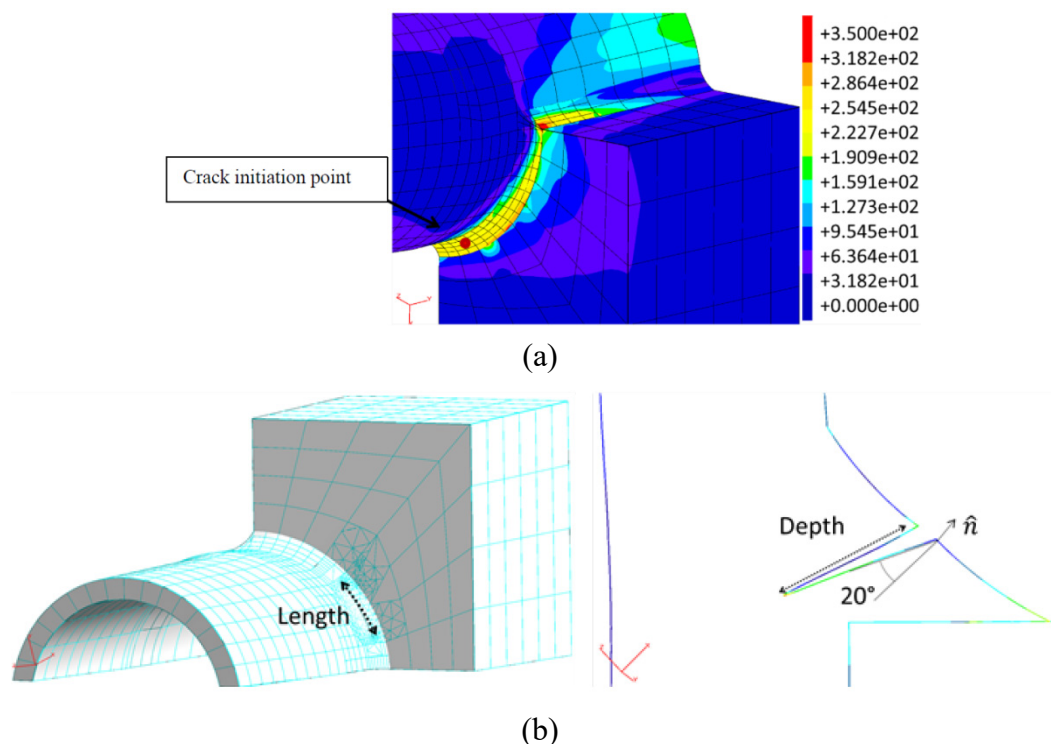 Crack initiation point
+3.500e+02
+3.182e+02
+2.864e+02
+2.545e+02
+2.227e+02
+1.909e+02
+1.591e+02
+1.273e+02
+9.545e+01
+6.364e+01
+3.182e+01
+0.000e+00
(a)
Length
Depth
n̂
20°
(b)